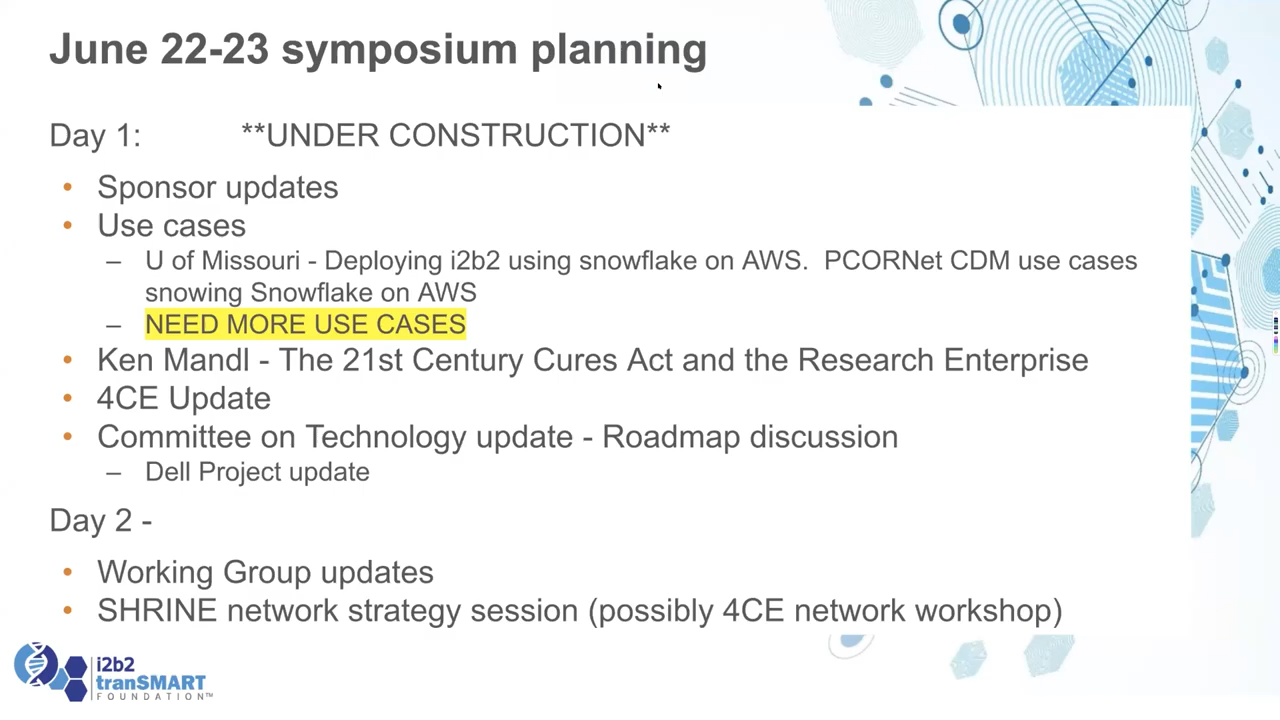 June 22-23 symposium planning
Day 1: **UNDER CONSTRUCTION**
• Sponsor updates
• Use cases
– U of Missouri - Deploying i2b2 using snowflake on AWS. PCORNet CDM use cases
snowing Snowflake on AWS
– NEED MORE USE CASES
• Ken Mandl - The 21st Century Cures Act and the Research Enterprise
• 4CE Update
• Committee on Technology update - Roadmap discussion
– Dell Project update
Day 2 -
• Working Group updates
• SHRINE network strategy session (possibly 4CE network workshop)
i2b2
tranSMART
FOUNDATION™